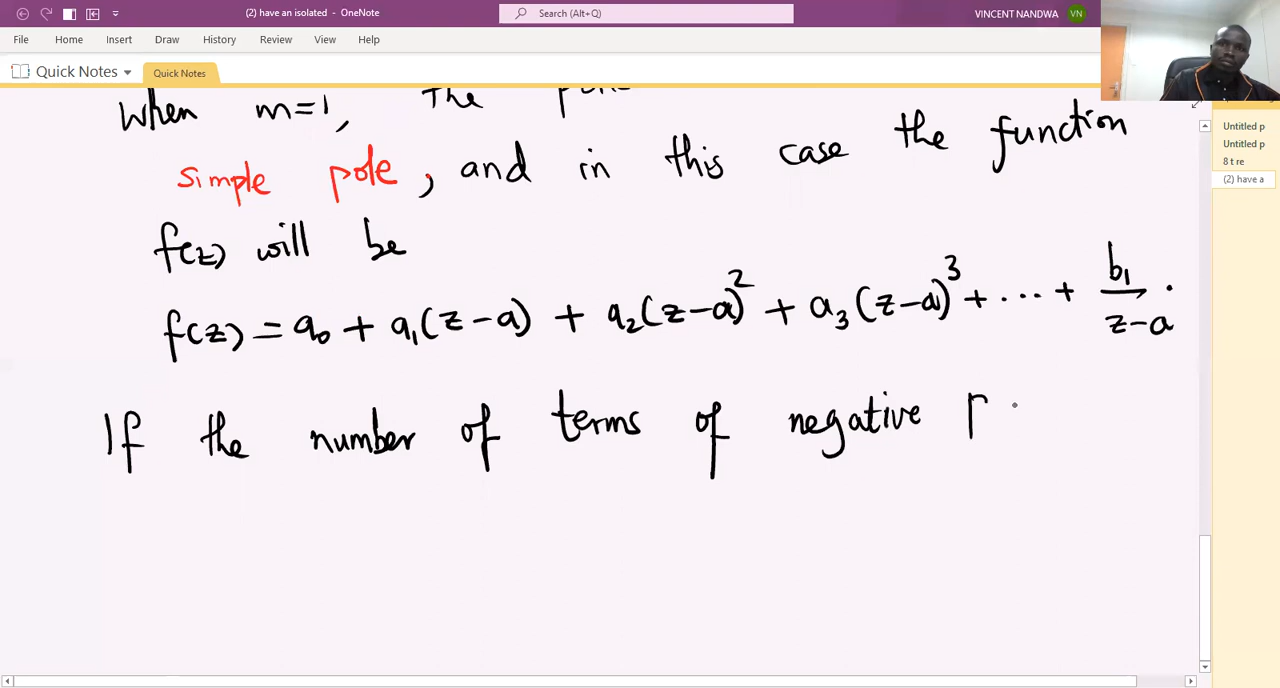 (2) have an isolated - OneNote
Search (Alt+Q)
VINCENT NANDWA VN
File Home Insert Draw History Review View Help
Quick Notes
Quick Notes
When m=1, the
simple pole, and in this case the function
f(z) will be
f(z) = a₀ + a₁(z-a) + a₂(z-a)² + a₃(z-a)³ + ... + b₁/(z-a).
If the number of terms of negative
Untitled p
Untitled p
8 t re
(2) have a